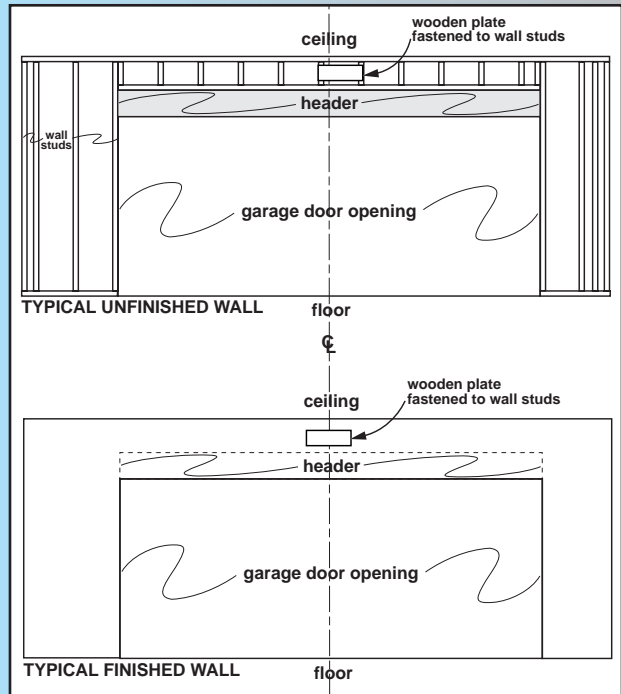 wooden plate
fastened to wall studs
ceiling
header
wall
studs
garage door opening
TYPICAL UNFINISHED WALL
floor
℄
wooden plate
fastened to wall studs
ceiling
header
garage door opening
TYPICAL FINISHED WALL
floor